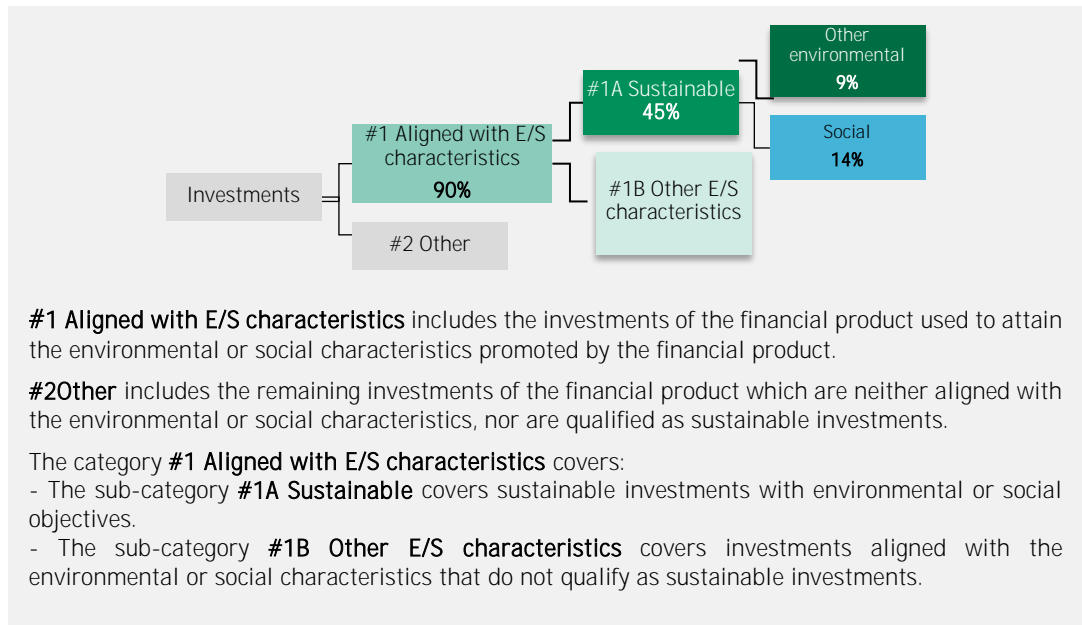 Other
environmental
9%
#1A Sustainable
45%
Social
14%
#1 Aligned with E/S
characteristics
90%
#1B Other E/S
characteristics
Investments
#2 Other
#1 Aligned with E/S characteristics includes the investments of the financial product used to attain
the environmental or social characteristics promoted by the financial product.
#2Other includes the remaining investments of the financial product which are neither aligned with
the environmental or social characteristics, nor are qualified as sustainable investments.
The category #1 Aligned with E/S characteristics covers:
- The sub-category #1A Sustainable covers sustainable investments with environmental or social
objectives.
- The sub-category #1B Other E/S characteristics covers investments aligned with the
environmental or social characteristics that do not qualify as sustainable investments.